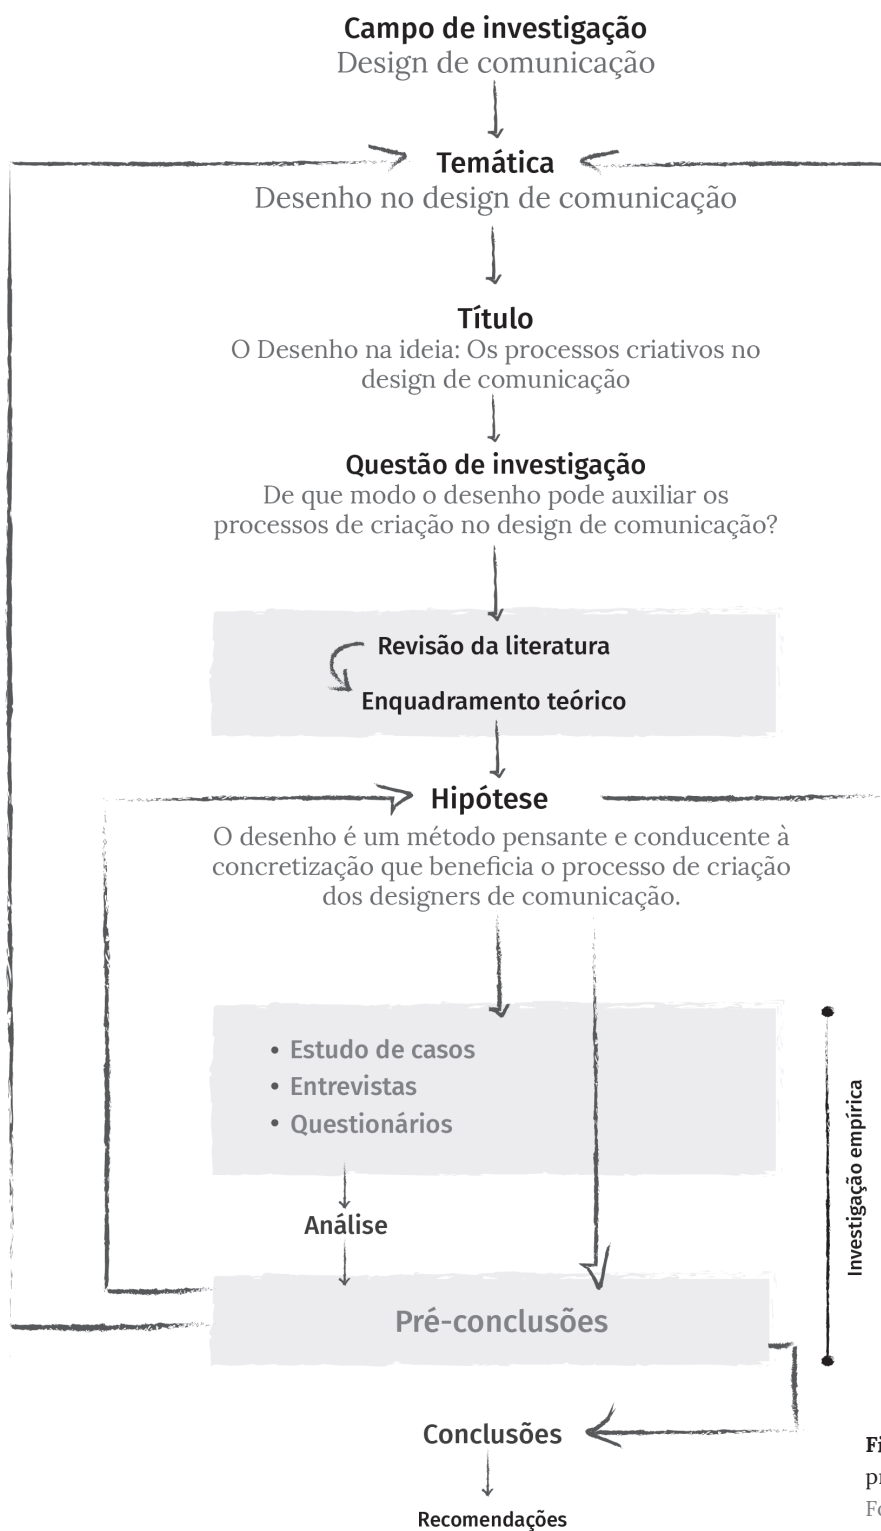 Campo de investigação
Design de comunicação
Temática
Desenho no design de comunicação
Título
O Desenho na ideia: Os processos criativos no
design de comunicação
Questão de investigação
De que modo o desenho pode auxiliar os
processos de criação no design de comunicação?
Revisão da literatura
Enquadramento teórico
Hipótese
O desenho é um método pensante e conducente à
concretização que beneficia o processo de criação
dos designers de comunicação.
• Estudo de casos
• Entrevistas
• Questionários
Investigação empírica
Análise
Pré-conclusões
Conclusões
Recomendações